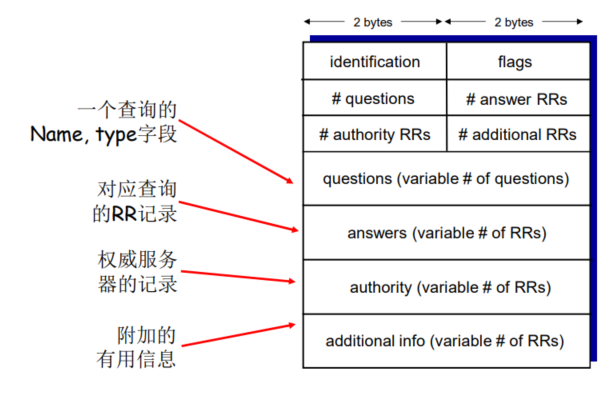 2 bytes 2 bytes
identification flags
# questions # answer RRs
# authority RRs # additional RRs
一个查询的
Name, type字段
questions (variable # of questions)
对应查询
的RR记录
answers (variable # of RRs)
权威服务
器的记录
authority (variable # of RRs)
附加的
有用信息
additional info (variable # of RRs)